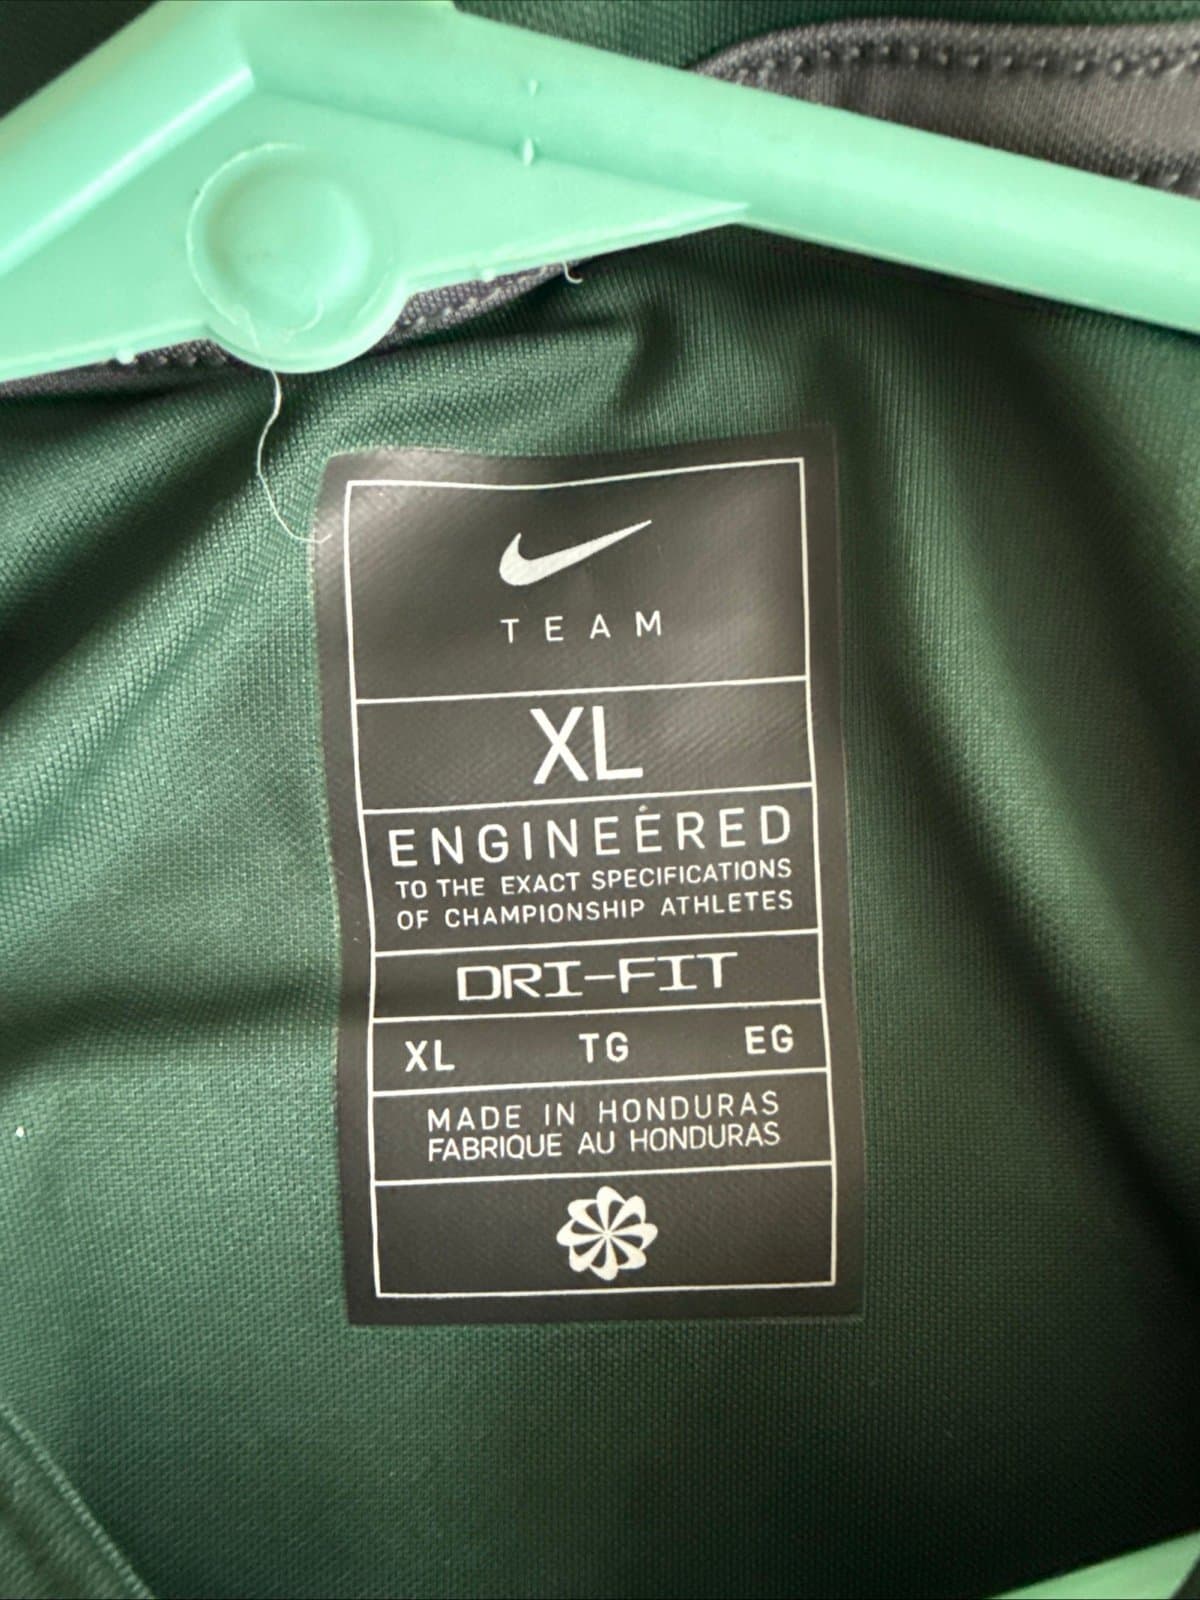 TEAM
XL
ENGINEERED
TO THE EXACT SPECIFICATIONS
OF CHAMPIONSHIP ATHLETES
DRI-FIT
XL TG EG
MADE IN HONDURAS
FABRIQUE AU HONDURAS